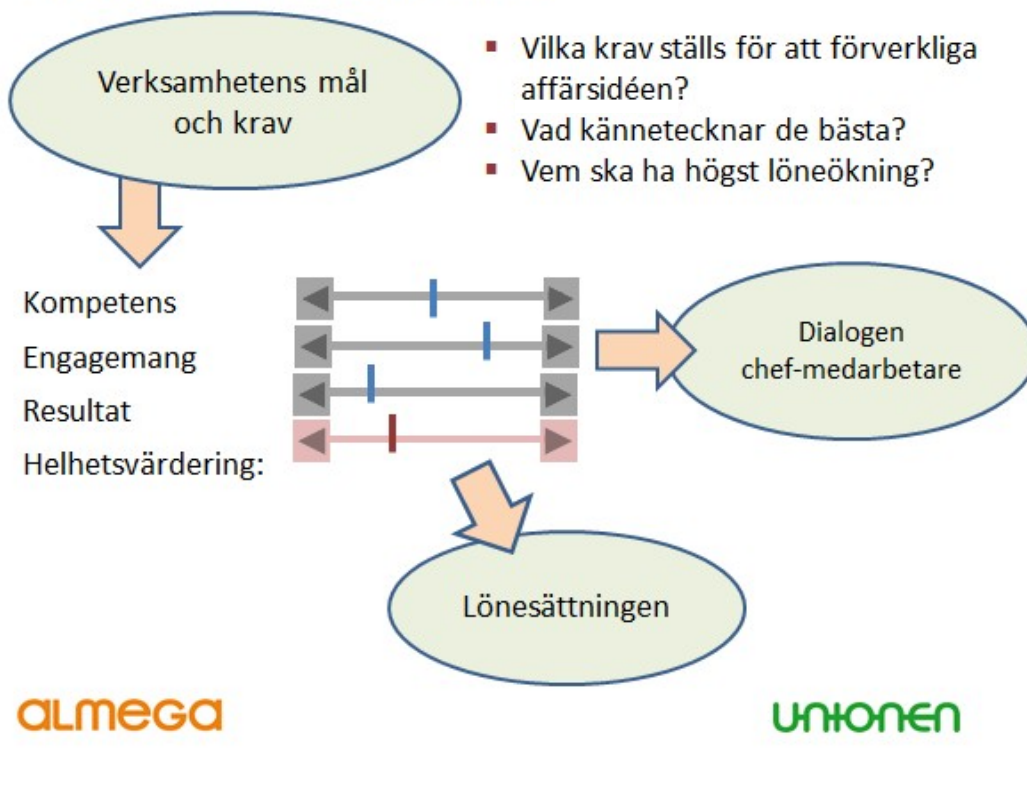 Verksamhetens mål
och krav
▪ Vilka krav ställs för att förverkliga
affärsidéen?
▪ Vad kännetecknar de bästa?
▪ Vem ska ha högst löneökning?
Kompetens
Engagemang
Resultat
Helhetsvärdering:
Dialogen
chef-medarbetare
Lönesättningen
ALMEGA
UNIONEN